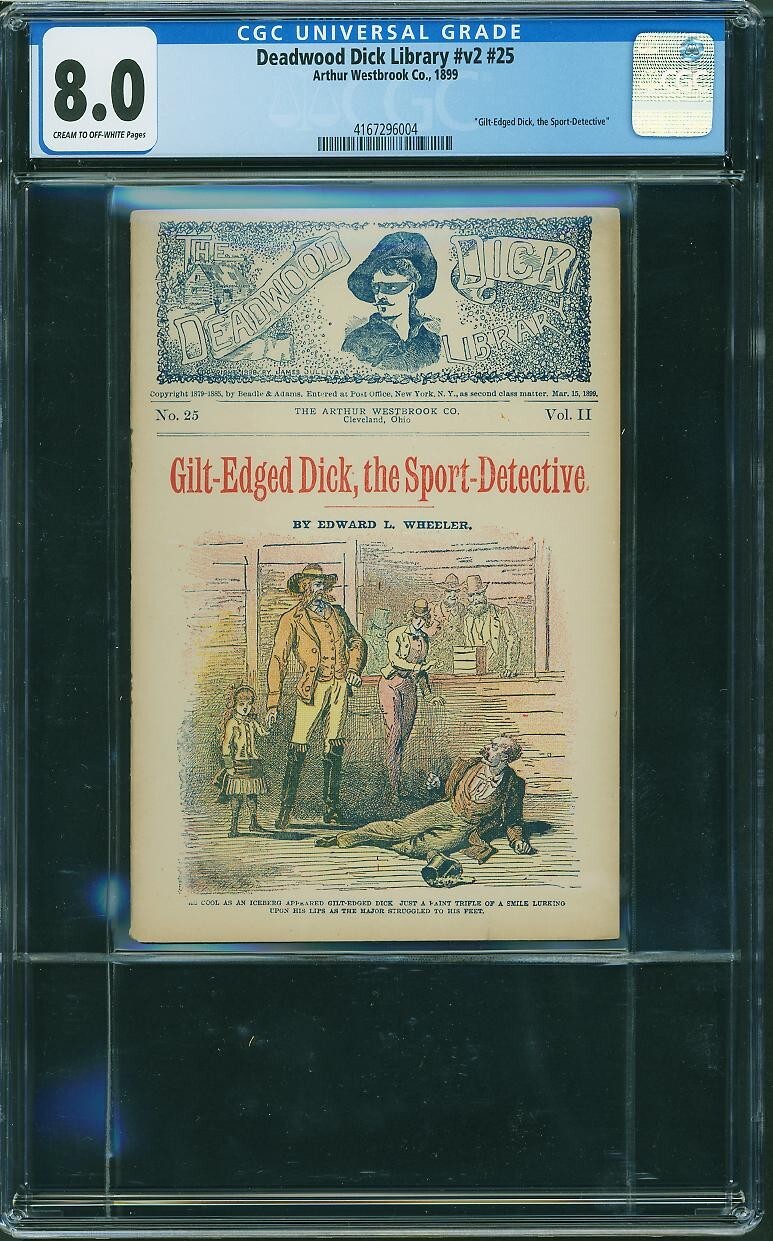 CGC UNIVERSAL GRADE
8.0
CREAM TO OFF-WHITE Pages
Deadwood Dick Library #v2 #25
Arthur Westbrook Co., 1899
4167296004
"Gilt-Edged Dick, the Sport-Detective"
CGC
THE DEADWOOD DICK LIBRARY
BY JAMES SULLIVAN
Copyright 1879-1885, by Beadle & Adams. Entered at Post Office, New York, N. Y., as second class matter. Mar. 15, 1899.
No. 25
THE ARTHUR WESTBROOK CO.
Cleveland, Ohio
Vol. II
Gilt-Edged Dick, the Sport-Detective.
BY EDWARD L. WHEELER.
COOL AS AN ICEBERG APPEARED GILT-EDGED DICK JUST A FAINT TRIFLE OF A SMILE LURKING
UPON HIS LIPS AS THE MAJOR STRUGGLED TO HIS FEET.